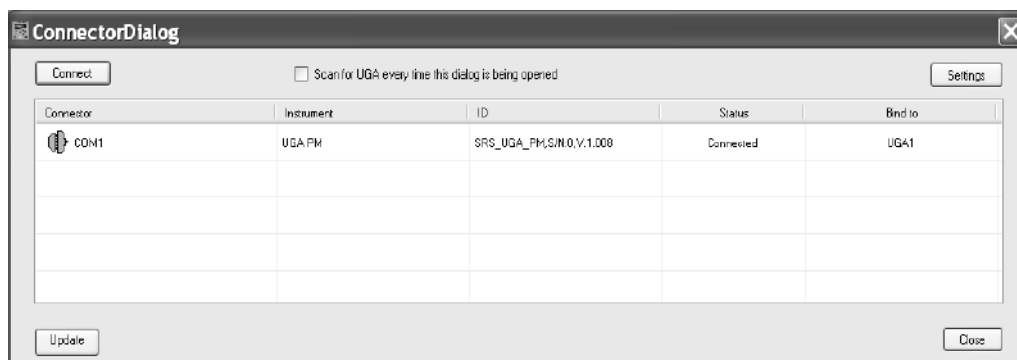 ConnectorDialog
Connect Scan for UGA every time this dialog is being opened Settings
Connector Instrument ID Status Bind to
COM1 UGA PM SRS_UGA_PM,S/N.0,V.1.008 Connected UGA1
Update Close